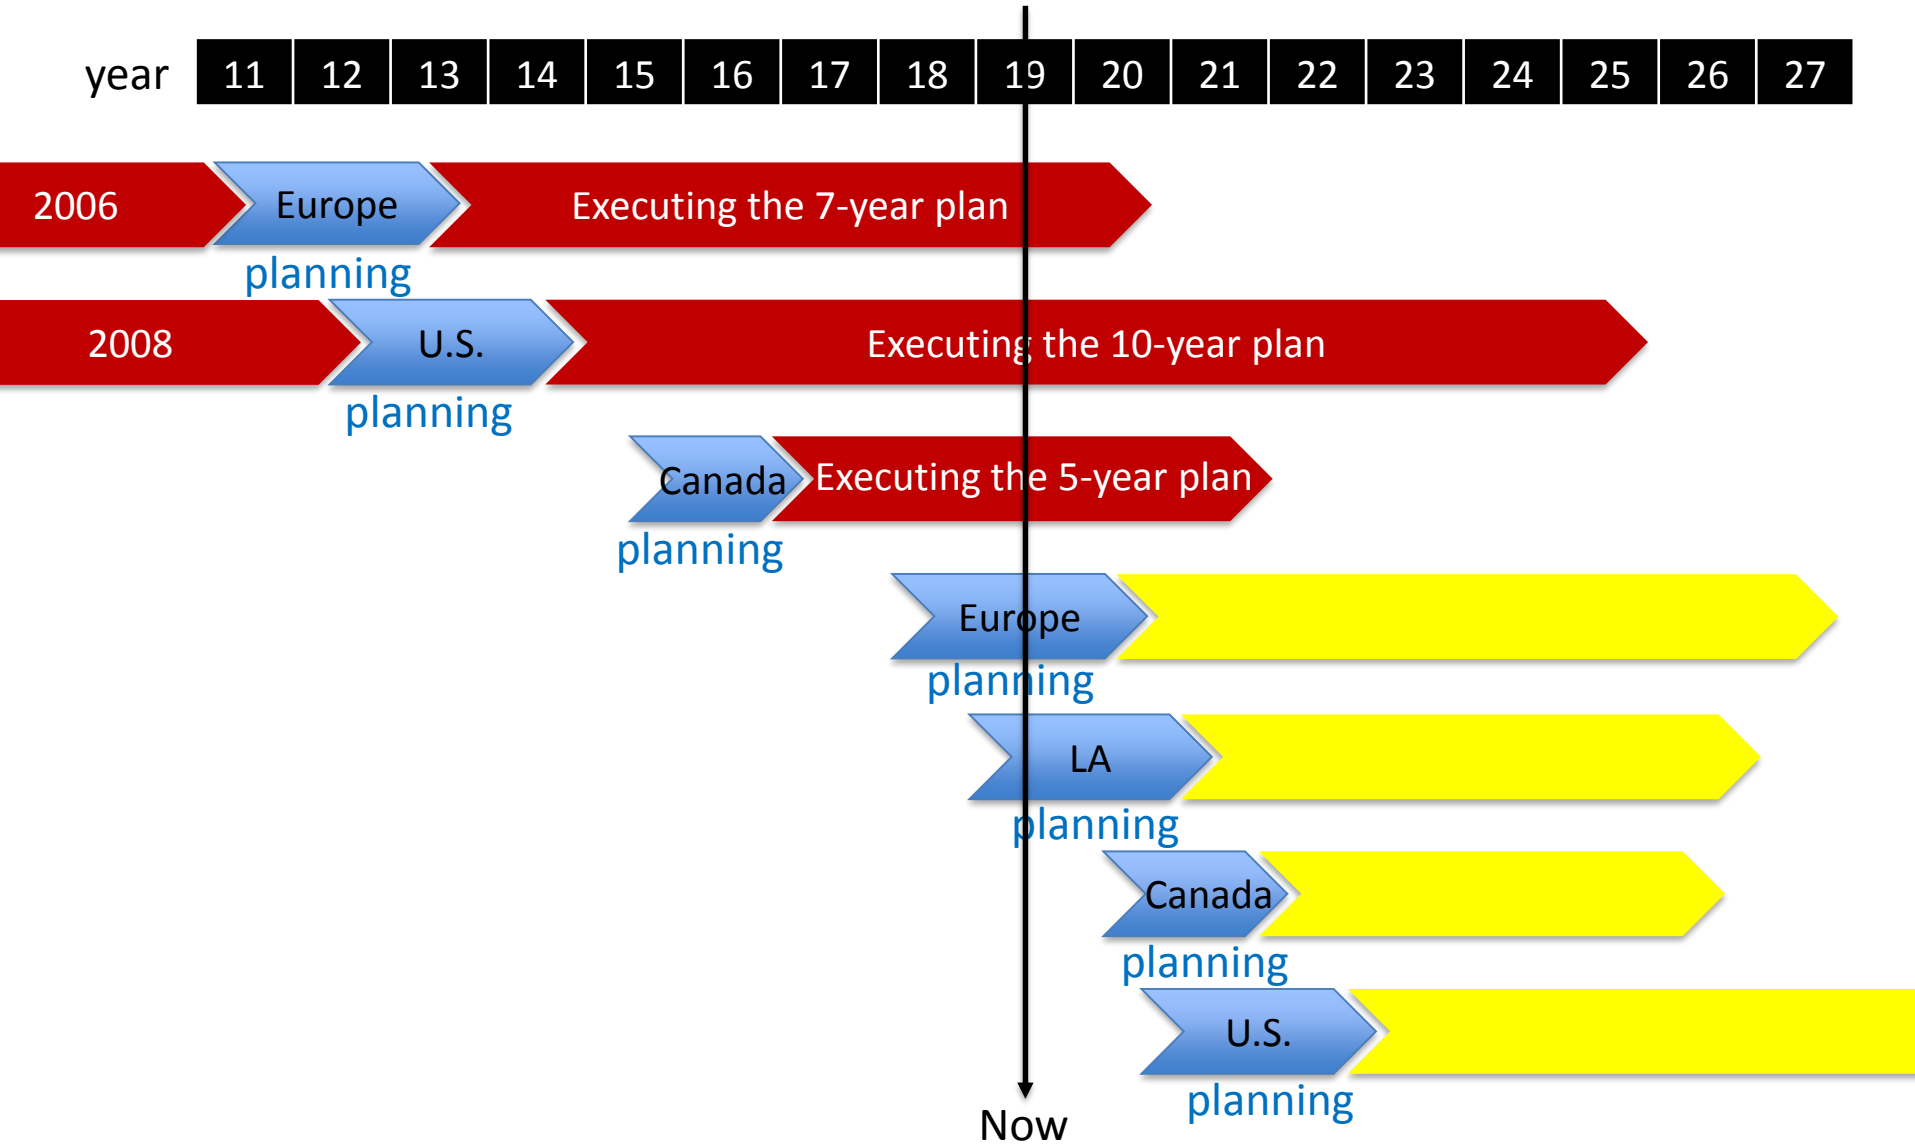 year 11 12 13 14 15 16 17 18 19 20 21 22 23 24 25 26 27
2006 Europe Executing the 7-year plan
planning
2008 U.S. Executing the 10-year plan
planning
Canada Executing the 5-year plan
planning
Europe
planning
LA
planning
Canada
planning
U.S.
planning
Now